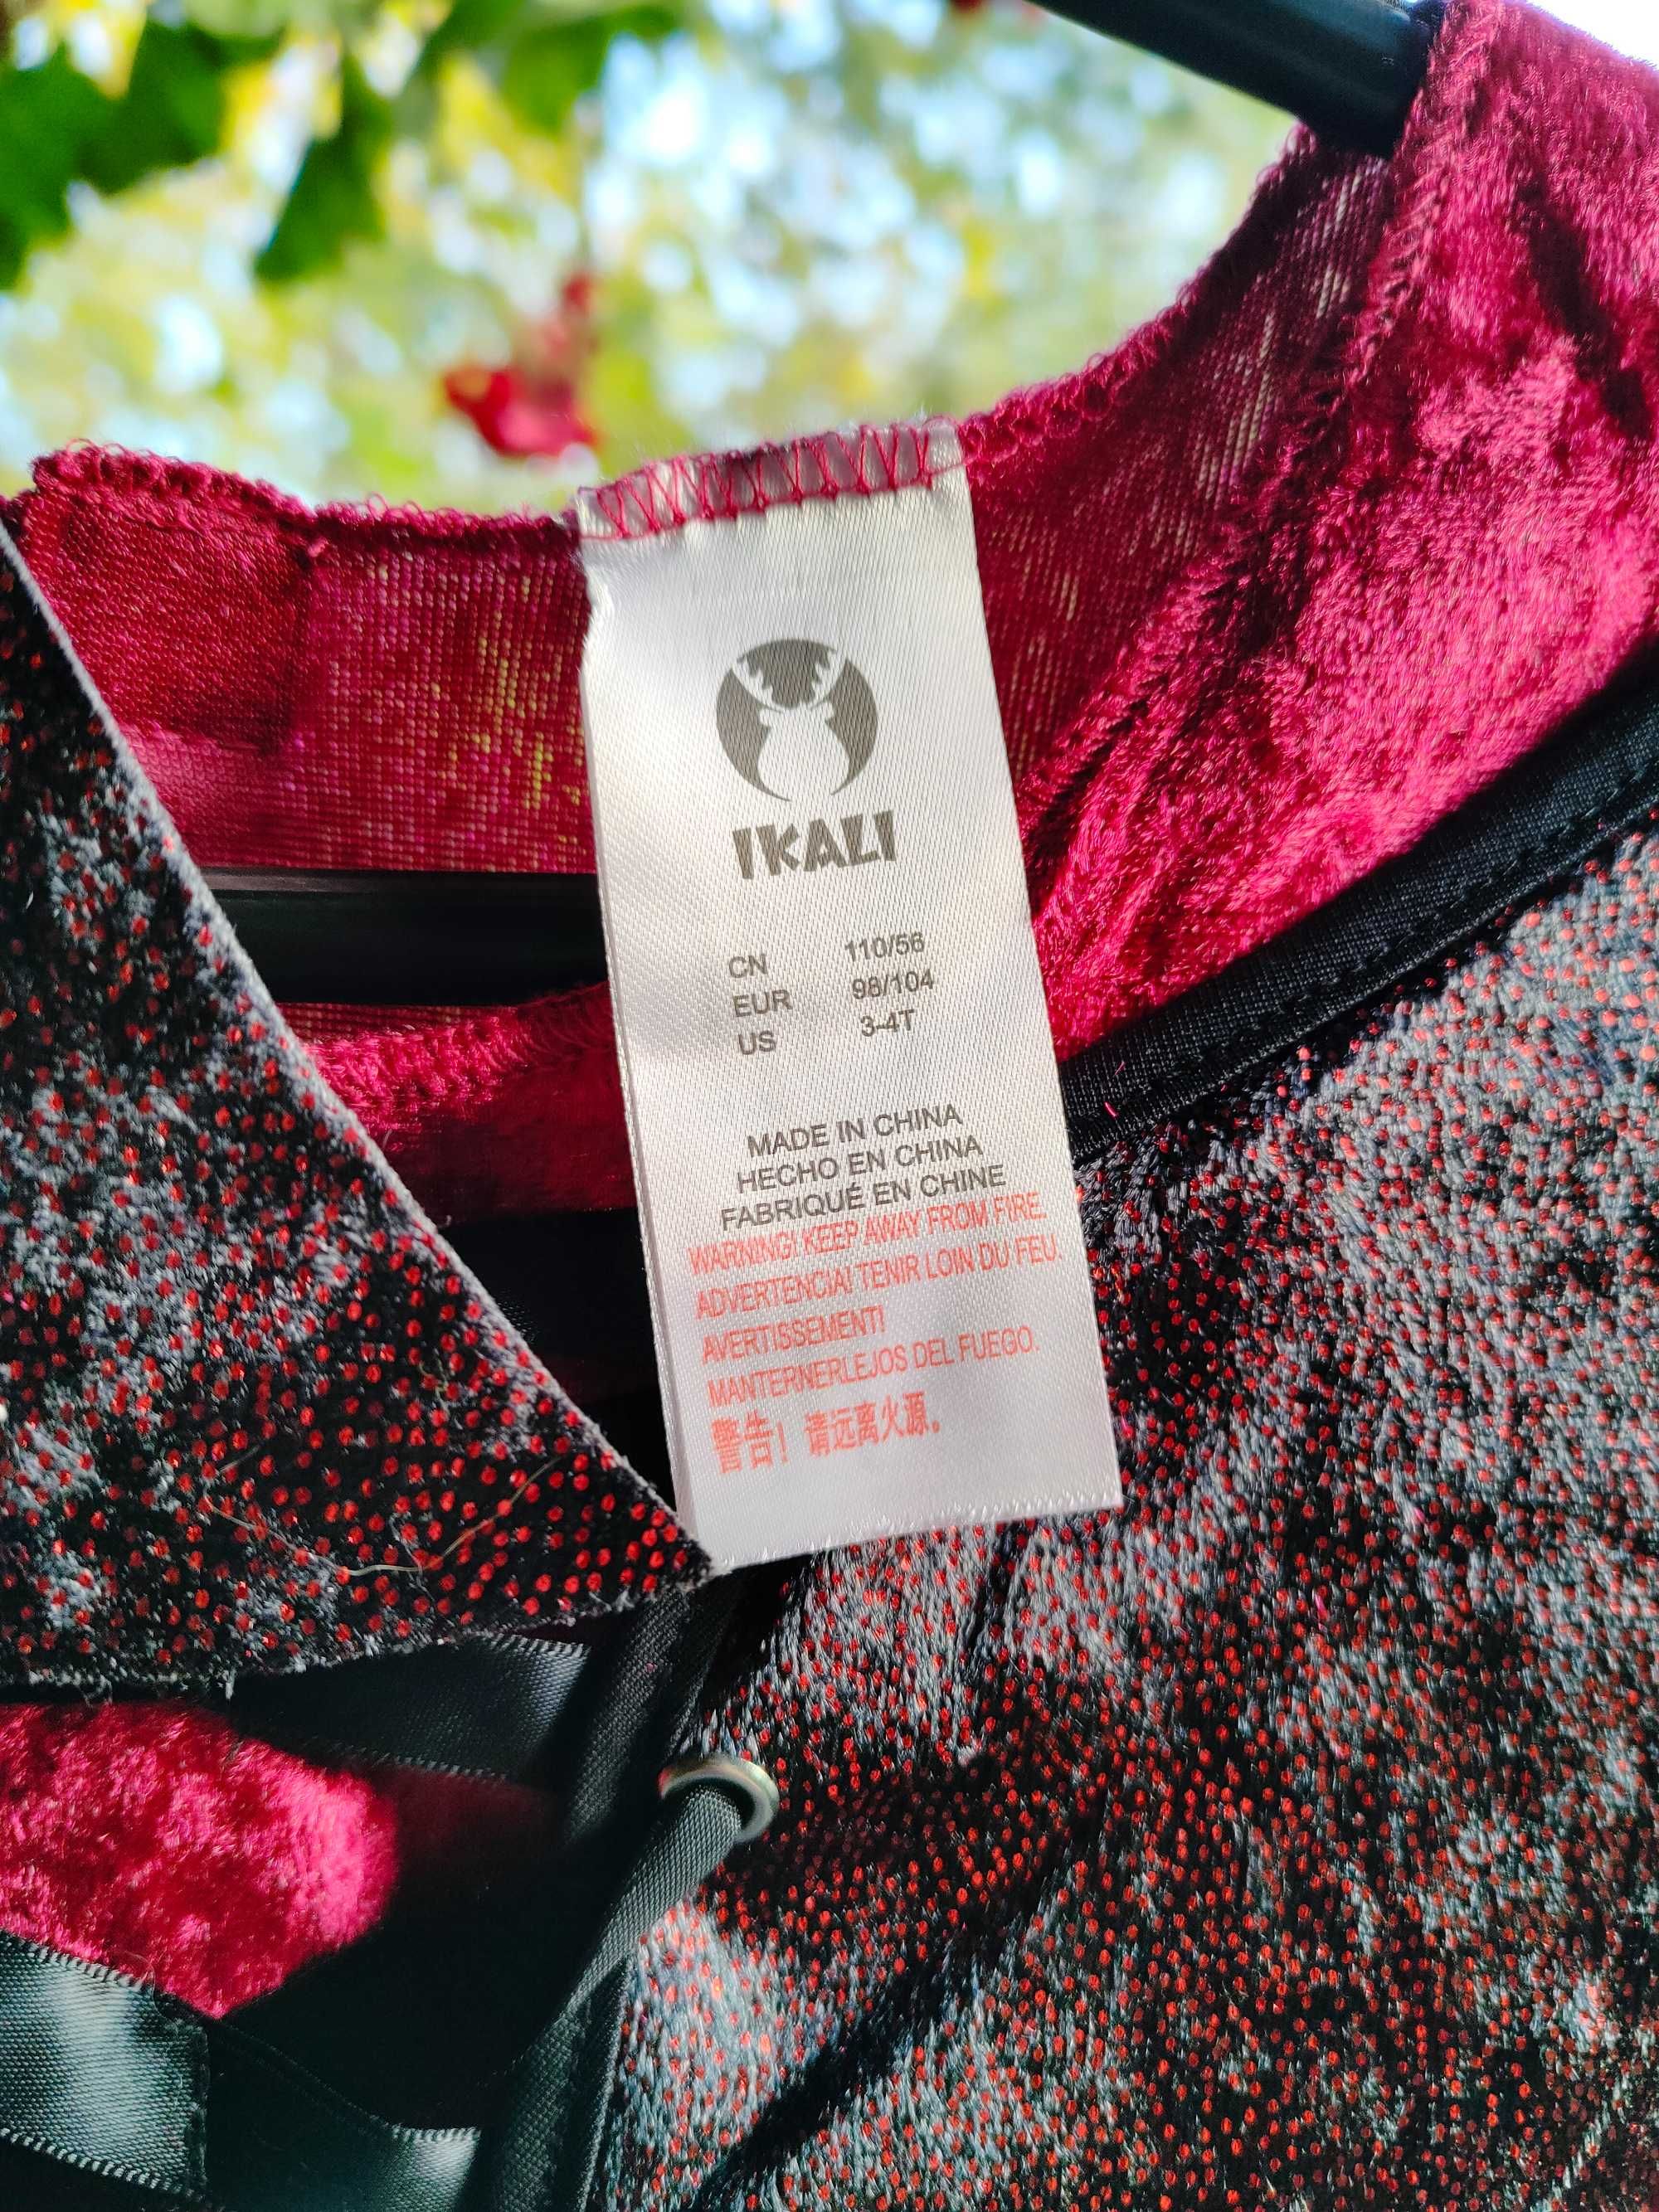 IKALI
CN 110/56
EUR 98/104
US 3-4T
MADE IN CHINA
HECHO EN CHINA
FABRIQUÉ EN CHINE
WARNING! KEEP AWAY FROM FIRE.
ADVERTENCIA! TENIR LOIN DU FEU.
AVERTISSEMENT!
MANTERNERLEJOS DEL FUEGO.
警告！请远离火源。